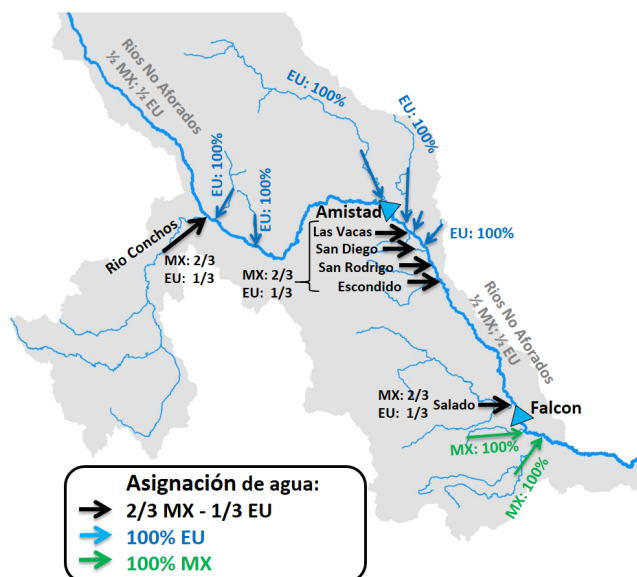 Rios No Aforados
½ MX; ½ EU
EU: 100%
EU: 100%
EU: 100%
EU: 100%
EU: 100%
Rio Conchos
MX: 2/3
EU: 1/3
Amistad
Las Vacas
San Diego
San Rodrigo
Escondido
MX: 2/3
EU: 1/3
Rios No Aforados
½ MX; ½ EU
MX: 2/3
EU: 1/3
Salado
Falcon
MX: 100%
MX: 100%
Asignación de agua:
2/3 MX - 1/3 EU
100% EU
100% MX